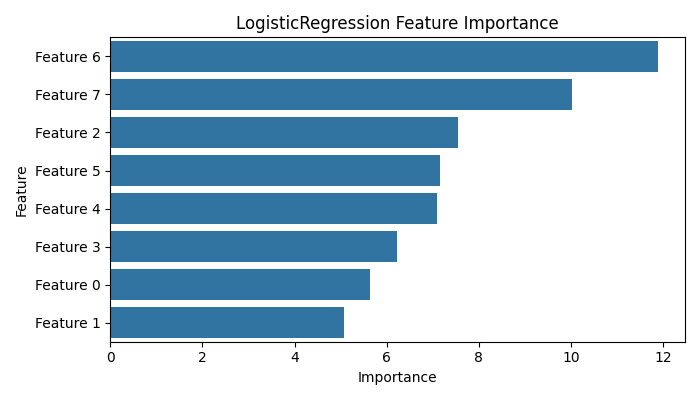 LogisticRegression Feature Importance
Feature
Feature 6
Feature 7
Feature 2
Feature 5
Feature 4
Feature 3
Feature 0
Feature 1
0 2 4 6 8 10 12
Importance